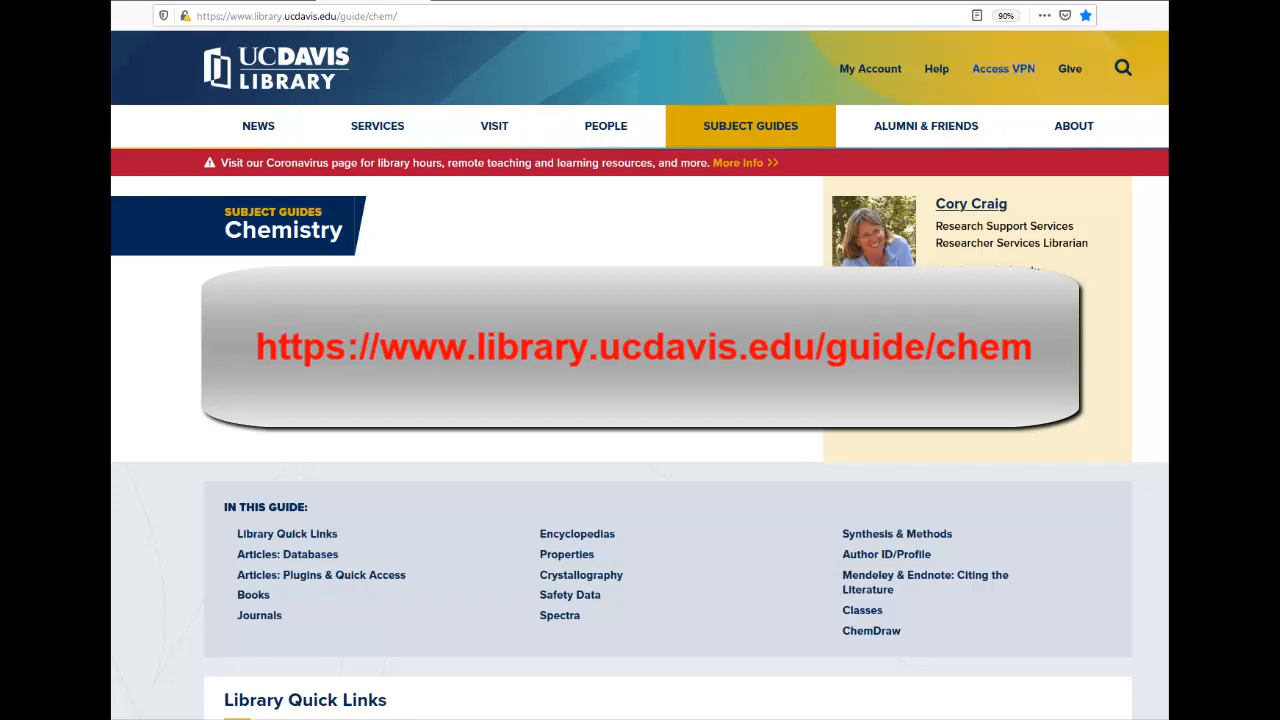 https://www.library.ucdavis.edu/guide/chem/
90%
UCDAVIS
LIBRARY
My Account Help Access VPN Give
NEWS SERVICES VISIT PEOPLE SUBJECT GUIDES ALUMNI & FRIENDS ABOUT
Visit our Coronavirus page for library hours, remote teaching and learning resources, and more. More Info >>
SUBJECT GUIDES
Chemistry
Cory Craig
Research Support Services
Researcher Services Librarian
https://www.library.ucdavis.edu/guide/chem
IN THIS GUIDE:
Library Quick Links
Articles: Databases
Articles: Plugins & Quick Access
Books
Journals
Encyclopedias
Properties
Crystallography
Safety Data
Spectra
Synthesis & Methods
Author ID/Profile
Mendeley & Endnote: Citing the
Literature
Classes
ChemDraw
Library Quick Links